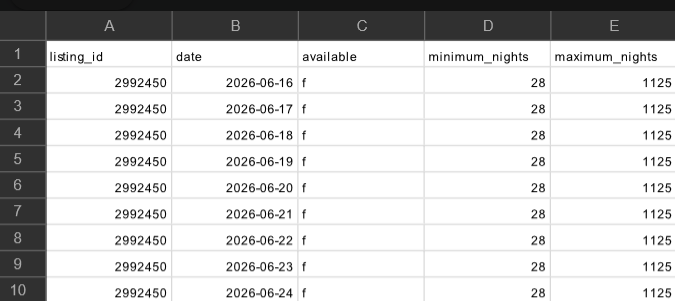 A B C D E
1 listing_id date available minimum_nights maximum_nights
2 2992450 2026-06-16 f 28 1125
3 2992450 2026-06-17 f 28 1125
4 2992450 2026-06-18 f 28 1125
5 2992450 2026-06-19 f 28 1125
6 2992450 2026-06-20 f 28 1125
7 2992450 2026-06-21 f 28 1125
8 2992450 2026-06-22 f 28 1125
9 2992450 2026-06-23 f 28 1125
10 2992450 2026-06-24 f 28 1125